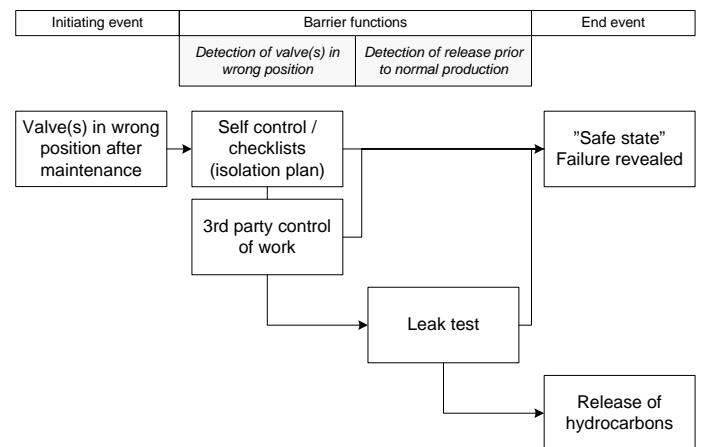 Initiating event
Barrier functions
End event
Detection of valve(s) in
wrong position
Detection of release prior
to normal production
Valve(s) in wrong
position after
maintenance
Self control /
checklists
(isolation plan)
"Safe state"
Failure revealed
3rd party control
of work
Leak test
Release of
hydrocarbons